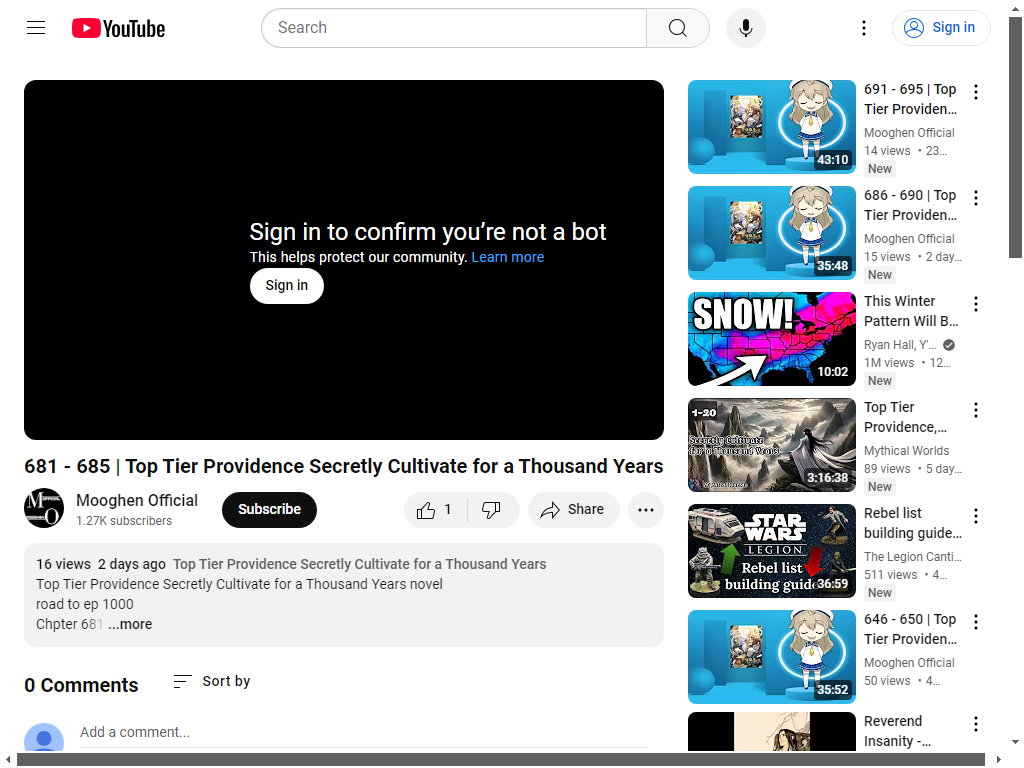 YouTube
Search
Sign in
Sign in to confirm you’re not a bot
This helps protect our community. Learn more
Sign in
681 - 685 | Top Tier Providence Secretly Cultivate for a Thousand Years
Mooghen Official
1.27K subscribers
Subscribe
1
Share
16 views 2 days ago Top Tier Providence Secretly Cultivate for a Thousand Years
Top Tier Providence Secretly Cultivate for a Thousand Years novel
road to ep 1000
Chpter 681 ...more
0 Comments
Sort by
Add a comment...
43:10
691 - 695 | Top
Tier Providen...
Mooghen Official
14 views • 23...
New
35:48
686 - 690 | Top
Tier Providen...
Mooghen Official
15 views • 2 day...
New
SNOW!
10:02
This Winter
Pattern Will B...
Ryan Hall, Y'...
1M views • 12...
New
1-20
Secretly Cultivate
for a Thousand Years
Mythical Worlds
3:16:38
Top Tier
Providence,...
Mythical Worlds
89 views • 5 day...
New
STAR
WARS
LEGION
Rebel list
building guide
36:59
Rebel list
building guide...
The Legion Canti...
511 views • 4...
New
35:52
646 - 650 | Top
Tier Providen...
Mooghen Official
50 views • 4...
Reverend
Insanity -...